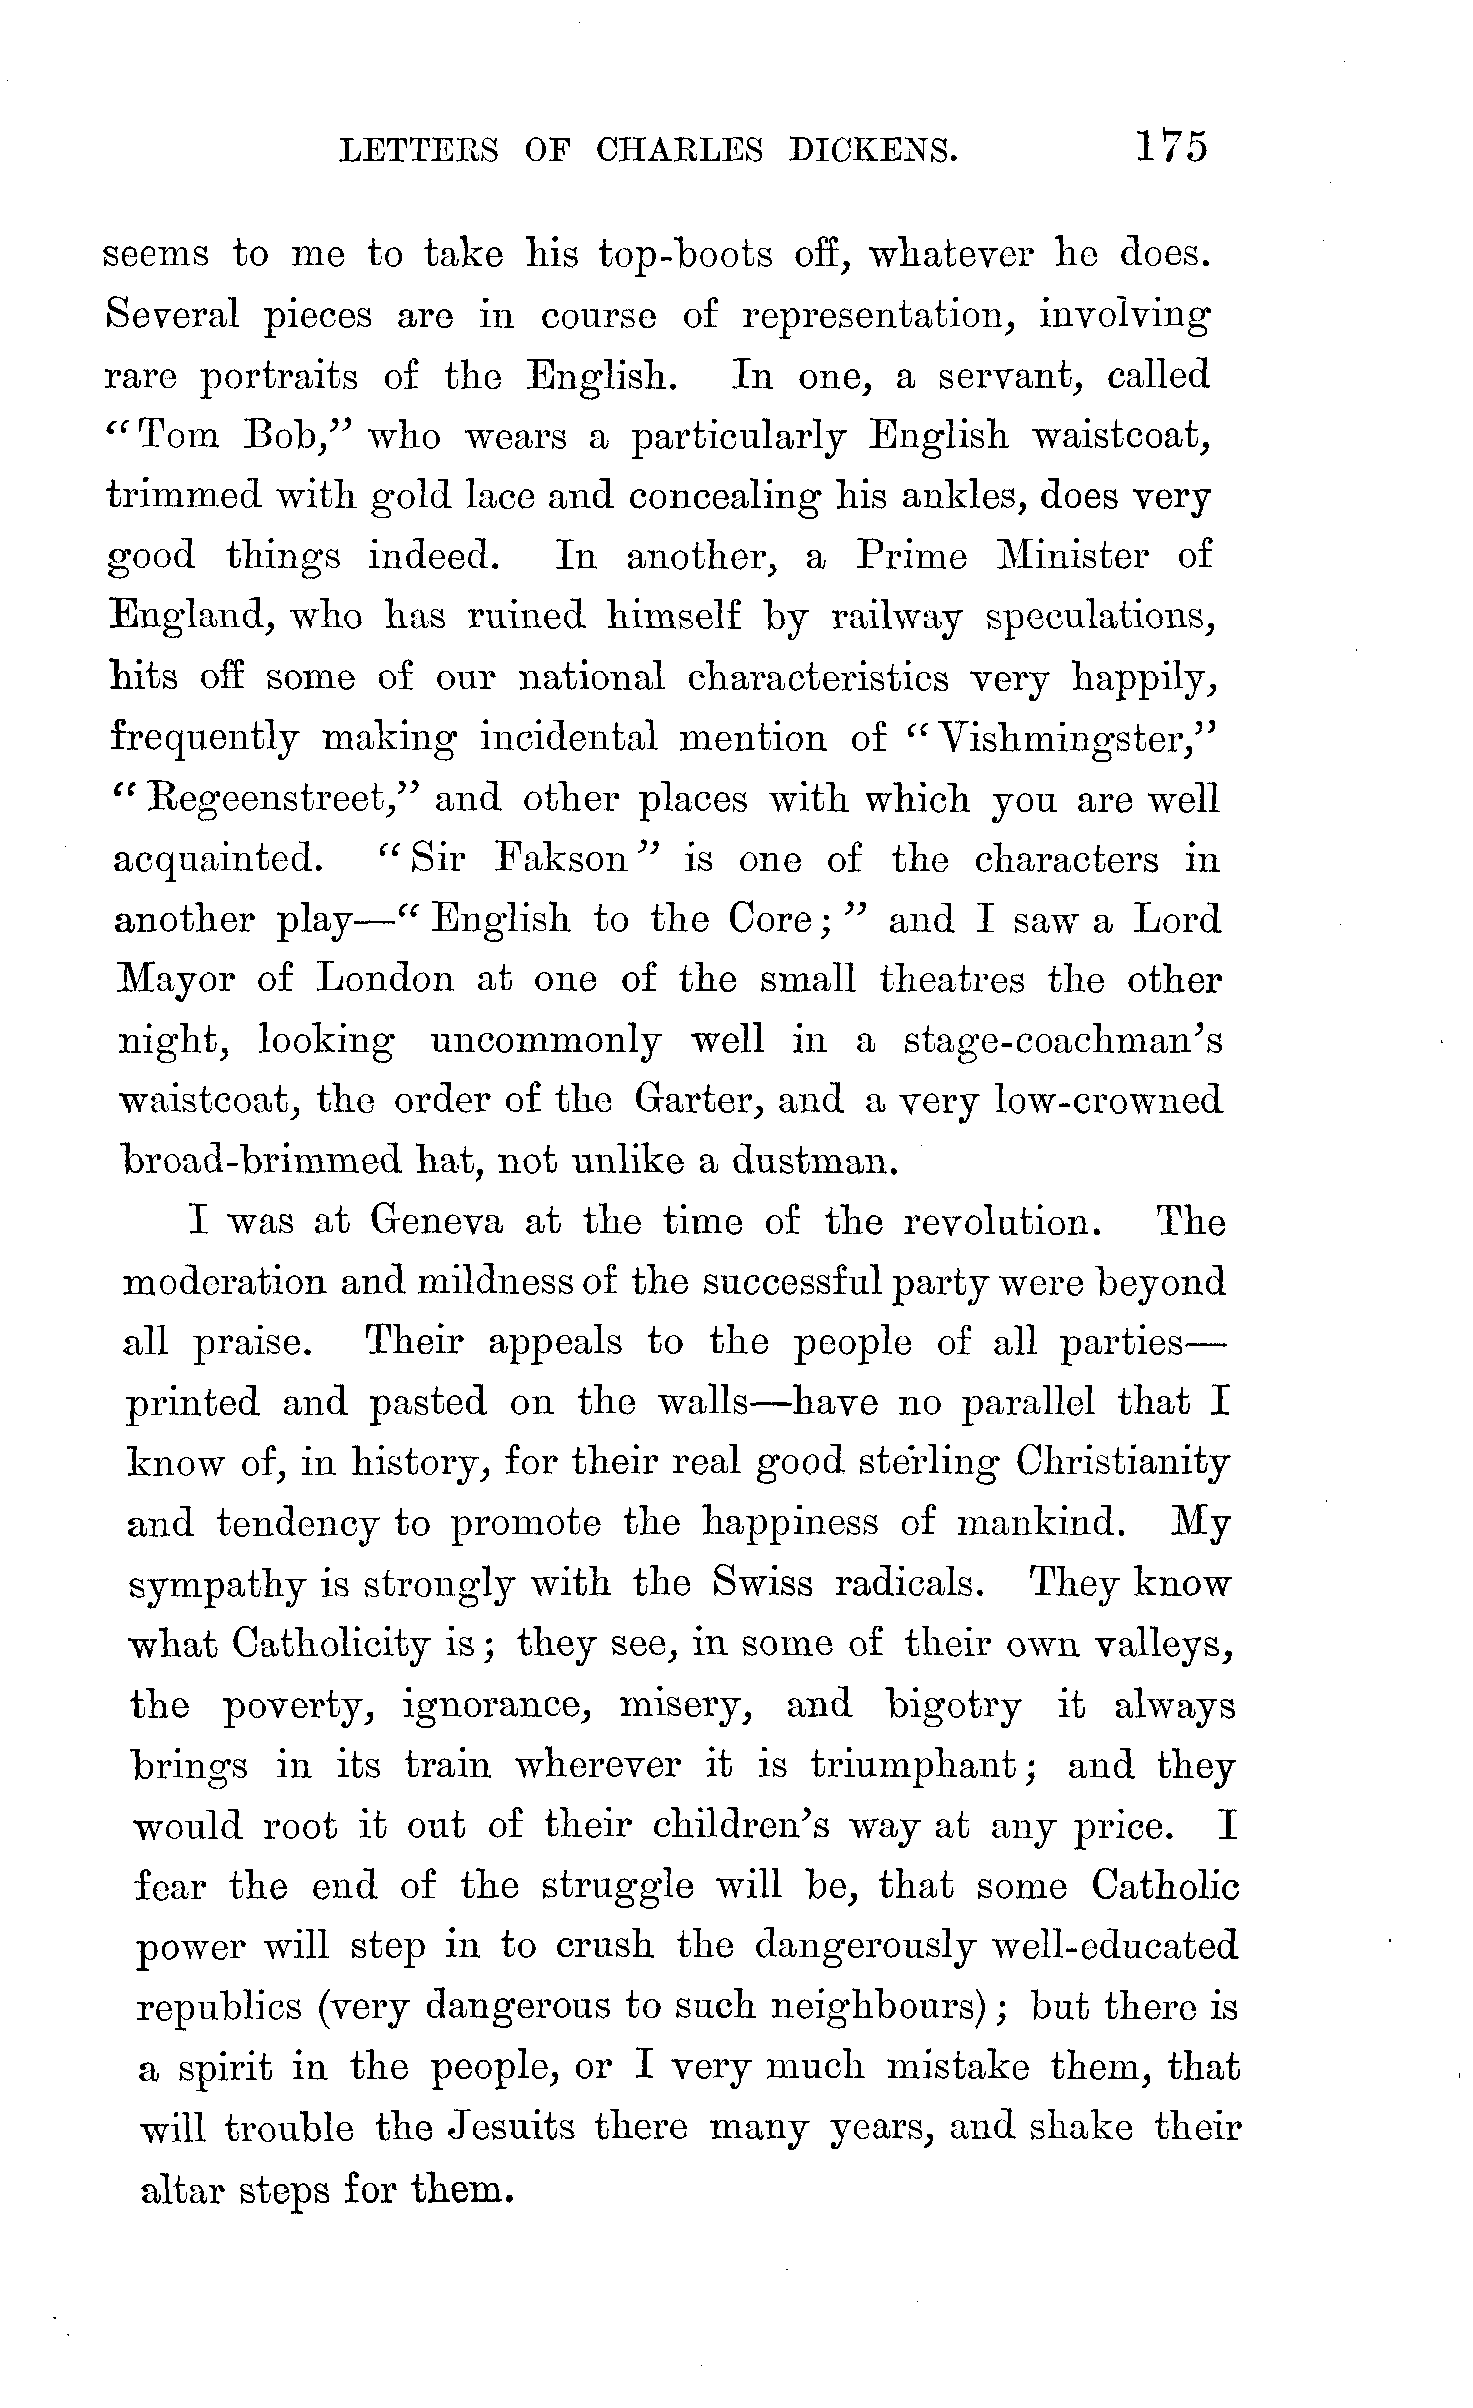 LETTERS OF CHARLES DICKENS. 175
seems to me to take his top-boots off, whatever he does.
Several pieces are in course of representation, involving
rare portraits of the English. In one, a servant, called
“Tom Bob,” who wears a particularly English waistcoat,
trimmed with gold lace and concealing his ankles, does very
good things indeed. In another, a Prime Minister of
England, who has ruined himself by railway speculations,
hits off some of our national characteristics very happily,
frequently making incidental mention of “Vishmingster,”
“Regeenstreet,” and other places with which you are well
acquainted. “Sir Fakson” is one of the characters in
another play—“English to the Core;” and I saw a Lord
Mayor of London at one of the small theatres the other
night, looking uncommonly well in a stage-coachman’s
waistcoat, the order of the Garter, and a very low-crowned
broad-brimmed hat, not unlike a dustman.
I was at Geneva at the time of the revolution. The
moderation and mildness of the successful party were beyond
all praise. Their appeals to the people of all parties—
printed and pasted on the walls—have no parallel that I
know of, in history, for their real good sterling Christianity
and tendency to promote the happiness of mankind. My
sympathy is strongly with the Swiss radicals. They know
what Catholicity is; they see, in some of their own valleys,
the poverty, ignorance, misery, and bigotry it always
brings in its train wherever it is triumphant; and they
would root it out of their children’s way at any price. I
fear the end of the struggle will be, that some Catholic
power will step in to crush the dangerously well-educated
republics (very dangerous to such neighbours); but there is
a spirit in the people, or I very much mistake them, that
will trouble the Jesuits there many years, and shake their
altar steps for them.